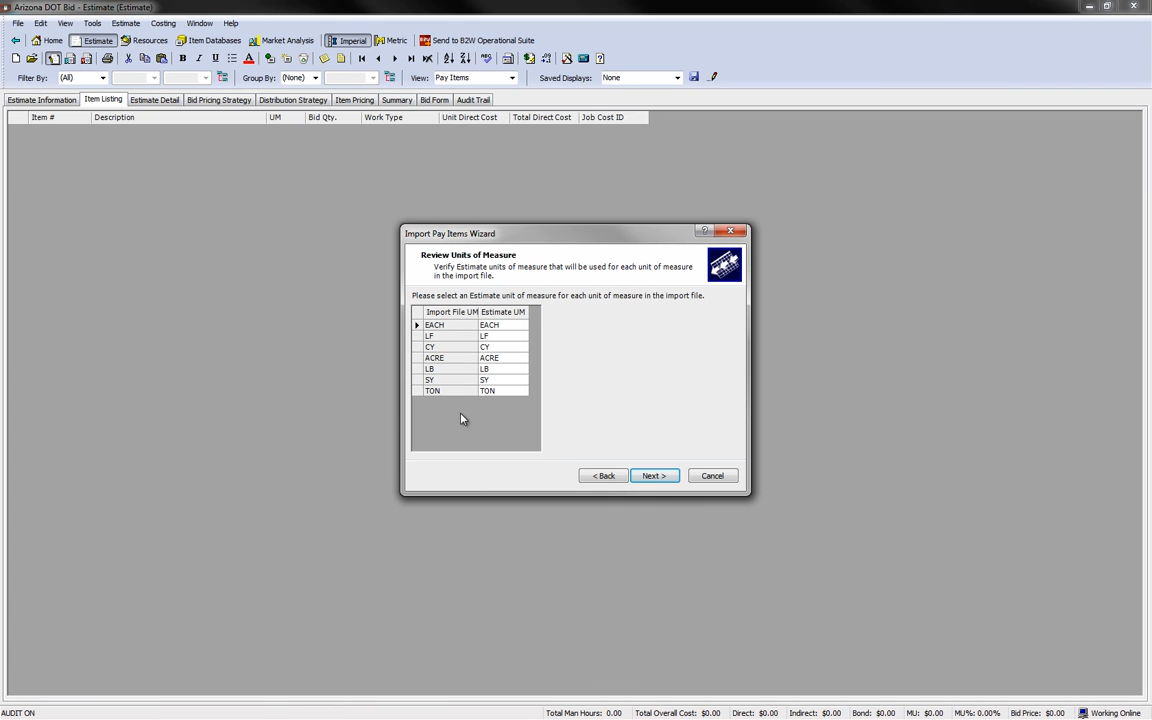 Arizona DOT Bid - Estimate (Estimate)
File Edit View Tools Estimate Costing Window Help
Home Estimate Resources Item Databases Market Analysis Imperial Metric Send to B2W Operational Suite
B I U A
Filter By: (All) Group By: (None) View: Pay Items Saved Displays: None
Estimate Information Item Listing Estimate Detail Bid Pricing Strategy Distribution Strategy Item Pricing Summary Bid Form Audit Trail
Item # Description UM Bid Qty. Work Type Unit Direct Cost Total Direct Cost Job Cost ID
Import Pay Items Wizard
Review Units of Measure
Verify Estimate units of measure that will be used for each unit of measure
in the import file.
Please select an Estimate unit of measure for each unit of measure in the import file.
Import File UM Estimate UM
EACH EACH
LF LF
CY CY
ACRE ACRE
LB LB
SY SY
TON TON
< Back Next > Cancel
AUDIT ON Total Man Hours: 0.00 Total Overall Cost: $0.00 Direct: $0.00 Indirect: $0.00 Bond: $0.00 MU: $0.00 MU%: 0.00% Bid Price: $0.00 Working Online